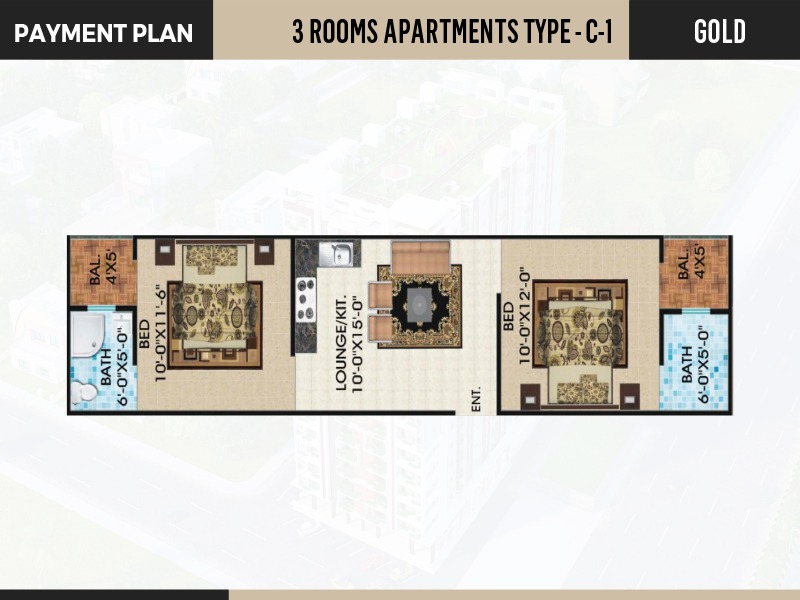 PAYMENT PLAN
3 ROOMS APARTMENTS TYPE - C-1
GOLD
BAL.
4'X5'
BATH
6'-0"X5'-0"
BED
10'-0"X11'-6"
LOUNGE/KIT.
10'-0"X15'-0"
ENT.
BED
10'-0"X12'-0"
BAL.
4'X5'
BATH
6'-0"X5'-0"